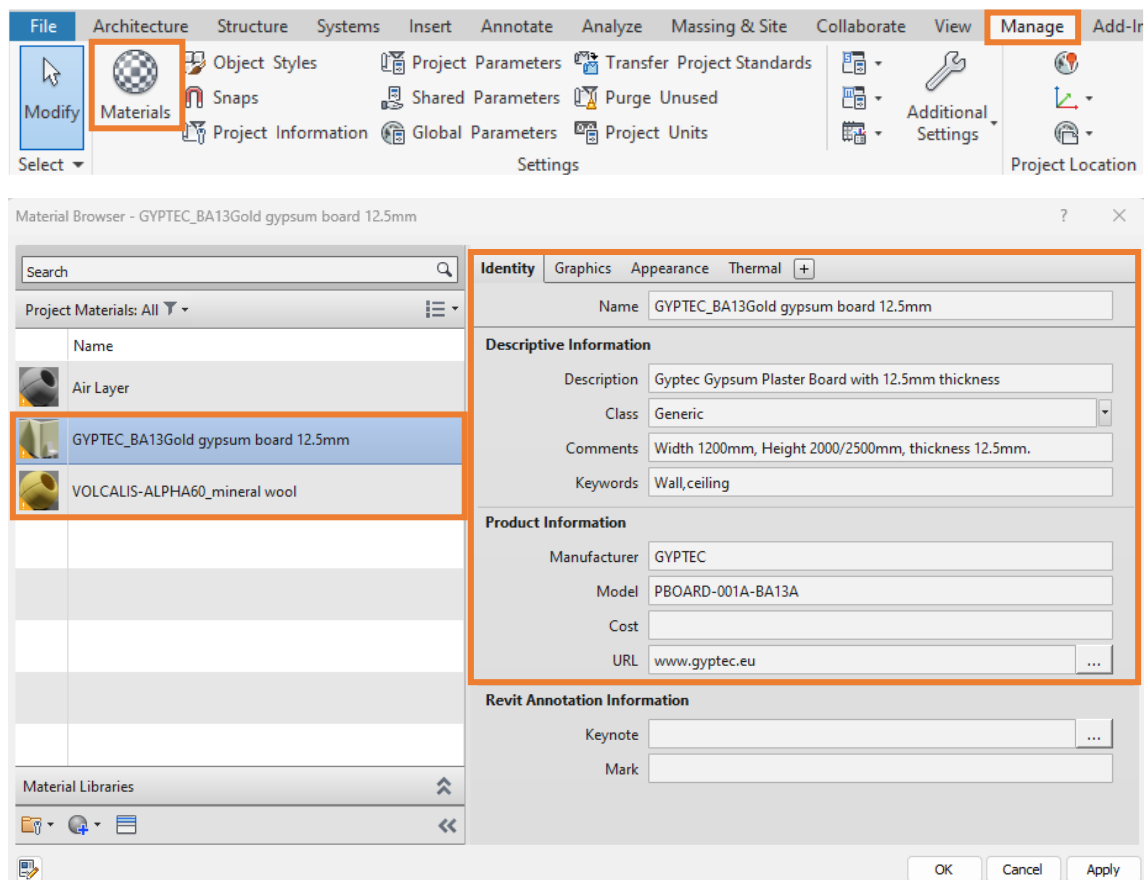 File Architecture Structure Systems Insert Annotate Analyze Massing & Site Collaborate View Manage Add-In
Object Styles Project Parameters Transfer Project Standards
Modify Materials Snaps Shared Parameters Purge Unused Additional Settings
Project Information Global Parameters Project Units
Select Settings Project Location
Material Browser - GYPTEC_BA13Gold gypsum board 12.5mm ?
Search
Project Materials: All
Name
Air Layer
GYPTEC_BA13Gold gypsum board 12.5mm
VOLCALIS-ALPHA60_mineral wool
Material Libraries
Identity Graphics Appearance Thermal +
Name GYPTEC_BA13Gold gypsum board 12.5mm
Descriptive Information
Description Gyptec Gypsum Plaster Board with 12.5mm thickness
Class Generic
Comments Width 1200mm, Height 2000/2500mm, thickness 12.5mm.
Keywords Wall,ceiling
Product Information
Manufacturer GYPTEC
Model PBOARD-001A-BA13A
Cost
URL www.gyptec.eu ...
Revit Annotation Information
Keynote ...
Mark
OK Cancel Apply